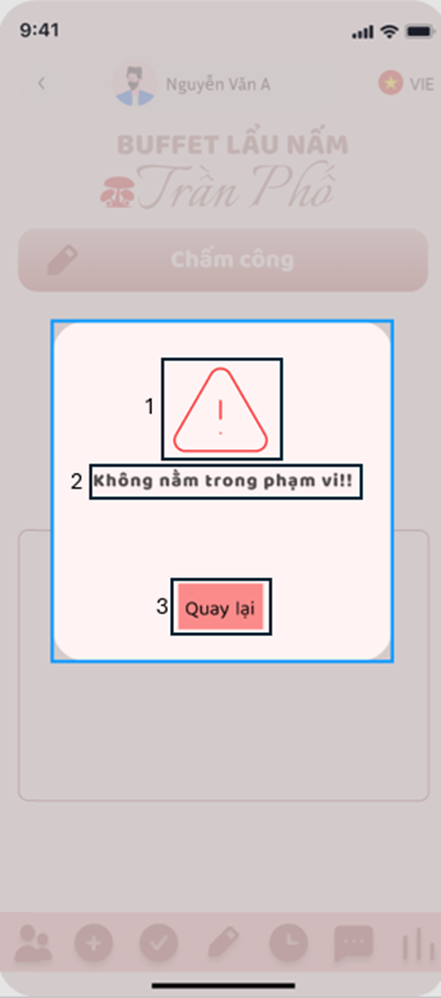 9:41
Nguyễn Văn A
VIE
BUFFET LẨU NẤM
Trần Phố
Chấm công
1
2 Không nằm trong phạm vi!!
3 Quay lại